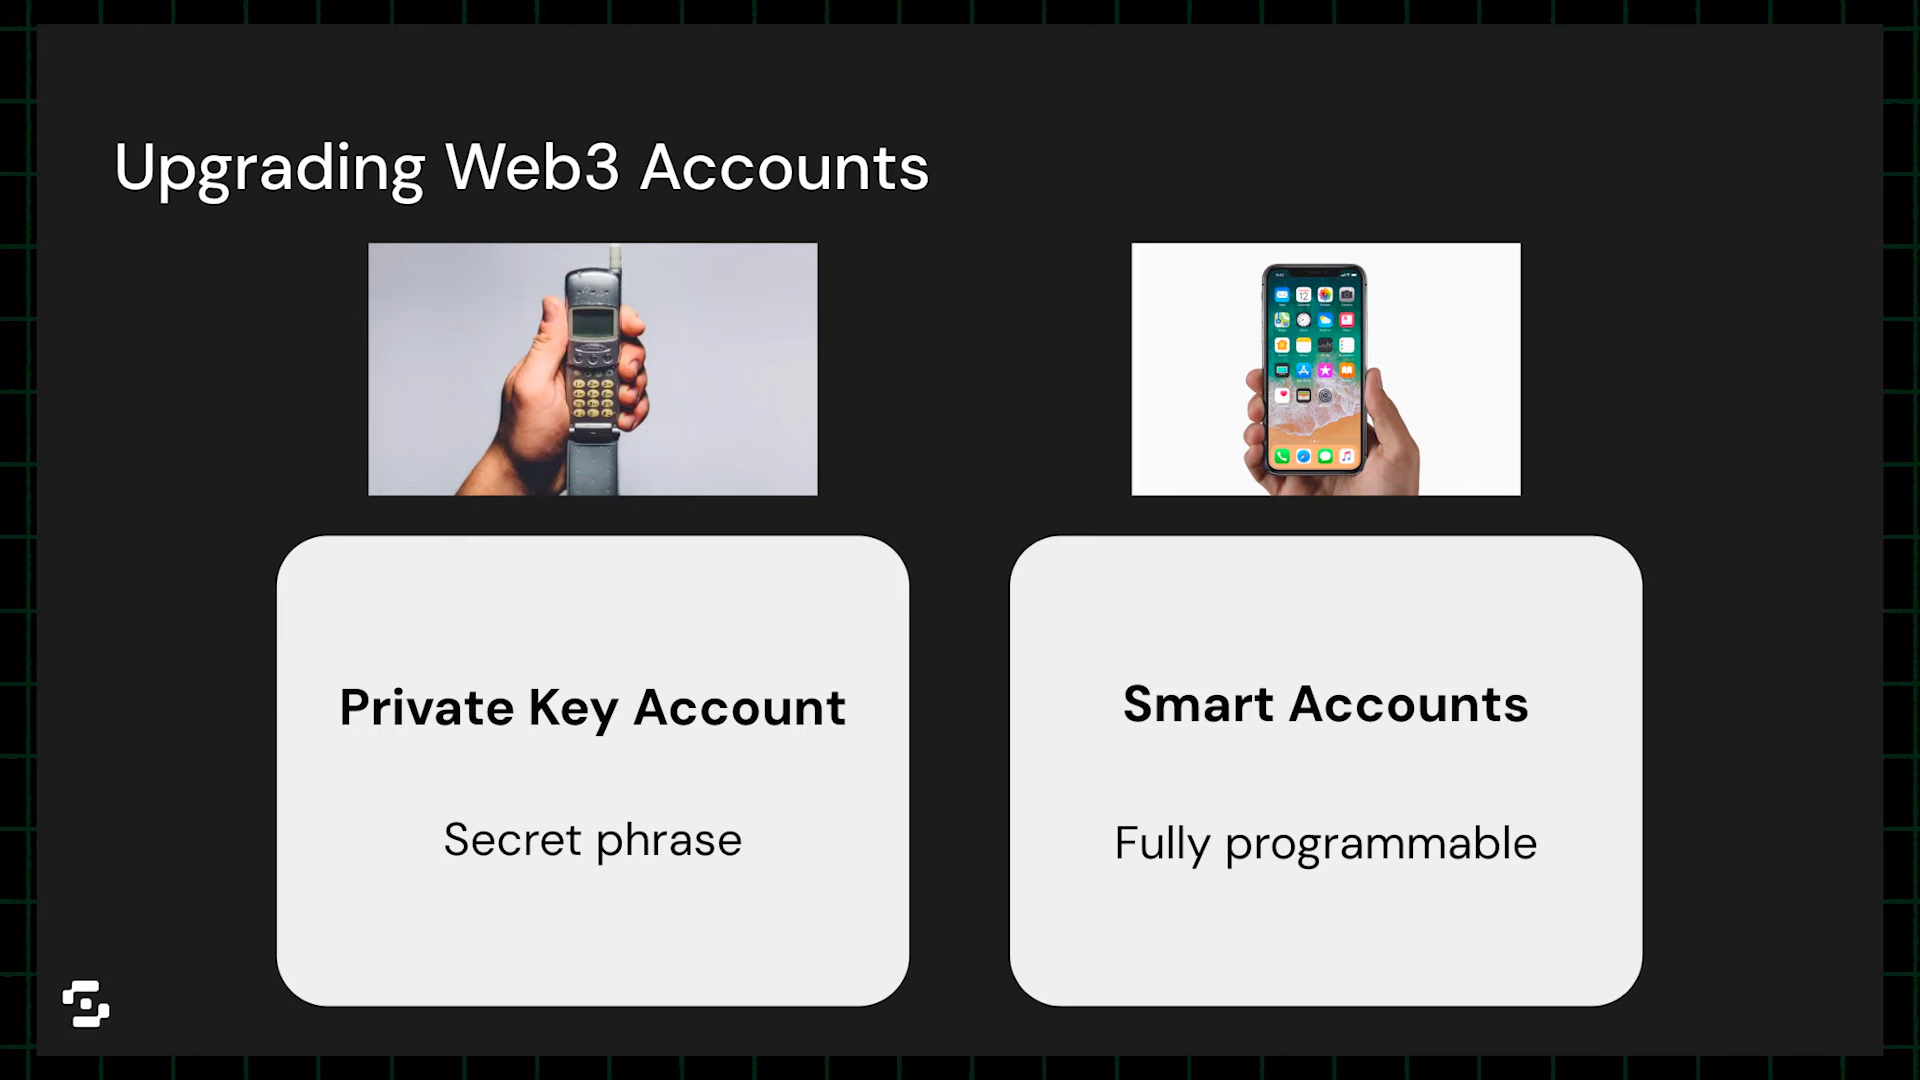 Upgrading Web3 Accounts
Private Key Account
Secret phrase
Smart Accounts
Fully programmable